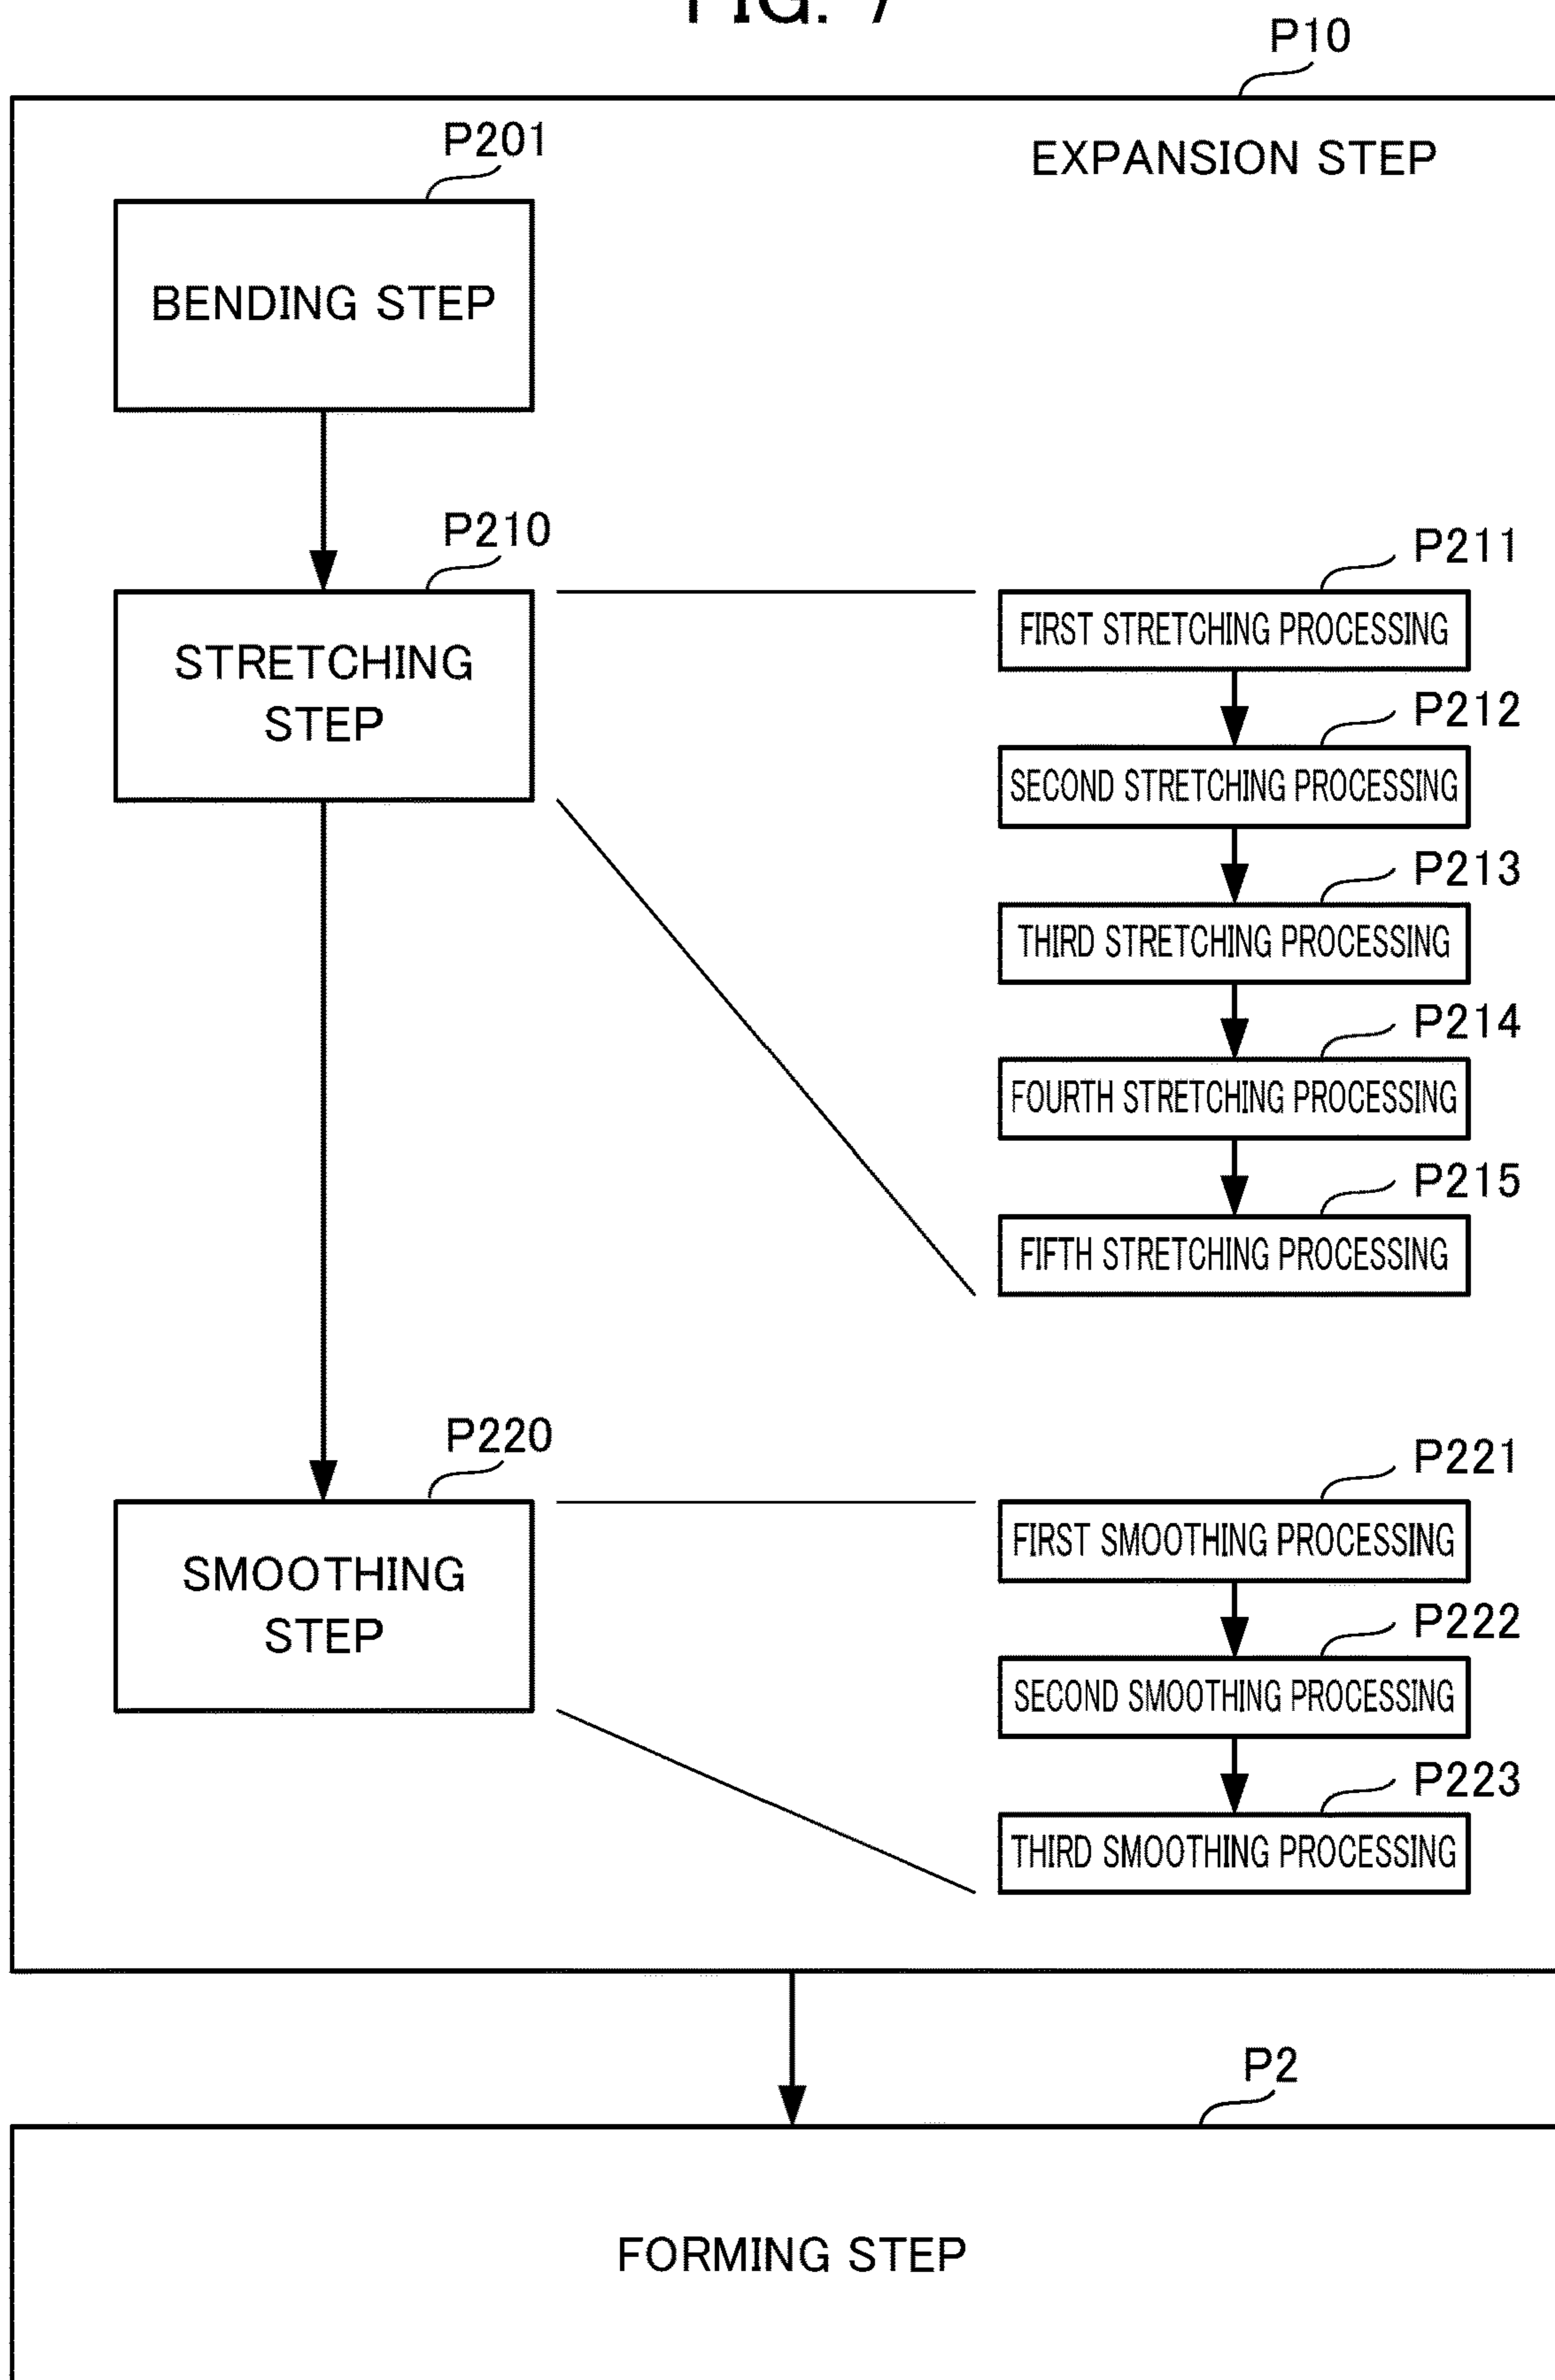 FIG. 7
P10
EXPANSION STEP
P201
BENDING STEP
P210
STRETCHING
STEP
P211
FIRST STRETCHING PROCESSING
P212
SECOND STRETCHING PROCESSING
P213
THIRD STRETCHING PROCESSING
P214
FOURTH STRETCHING PROCESSING
P215
FIFTH STRETCHING PROCESSING
P220
SMOOTHING
STEP
P221
FIRST SMOOTHING PROCESSING
P222
SECOND SMOOTHING PROCESSING
P223
THIRD SMOOTHING PROCESSING
P2
FORMING STEP